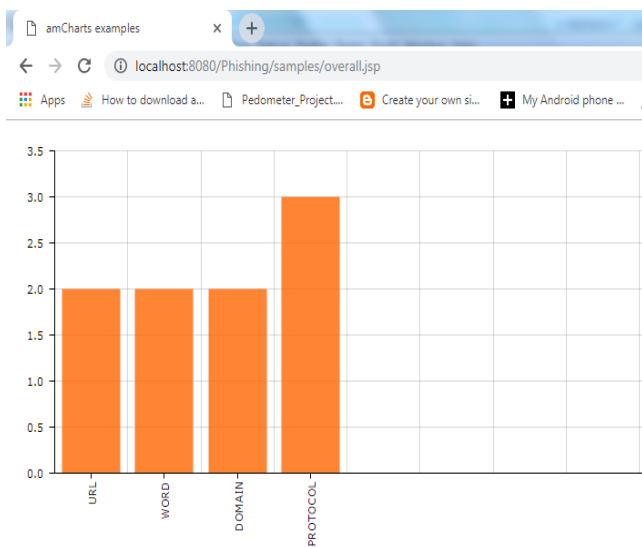 amCharts examples
localhost:8080/Phishing/samples/overall.jsp
Apps How to download a... Pedometer_Project.... Create your own si... My Android phone ...
3.5
3.0
2.5
2.0
1.5
1.0
0.5
0.0
URL WORD DOMAIN PROTOCOL